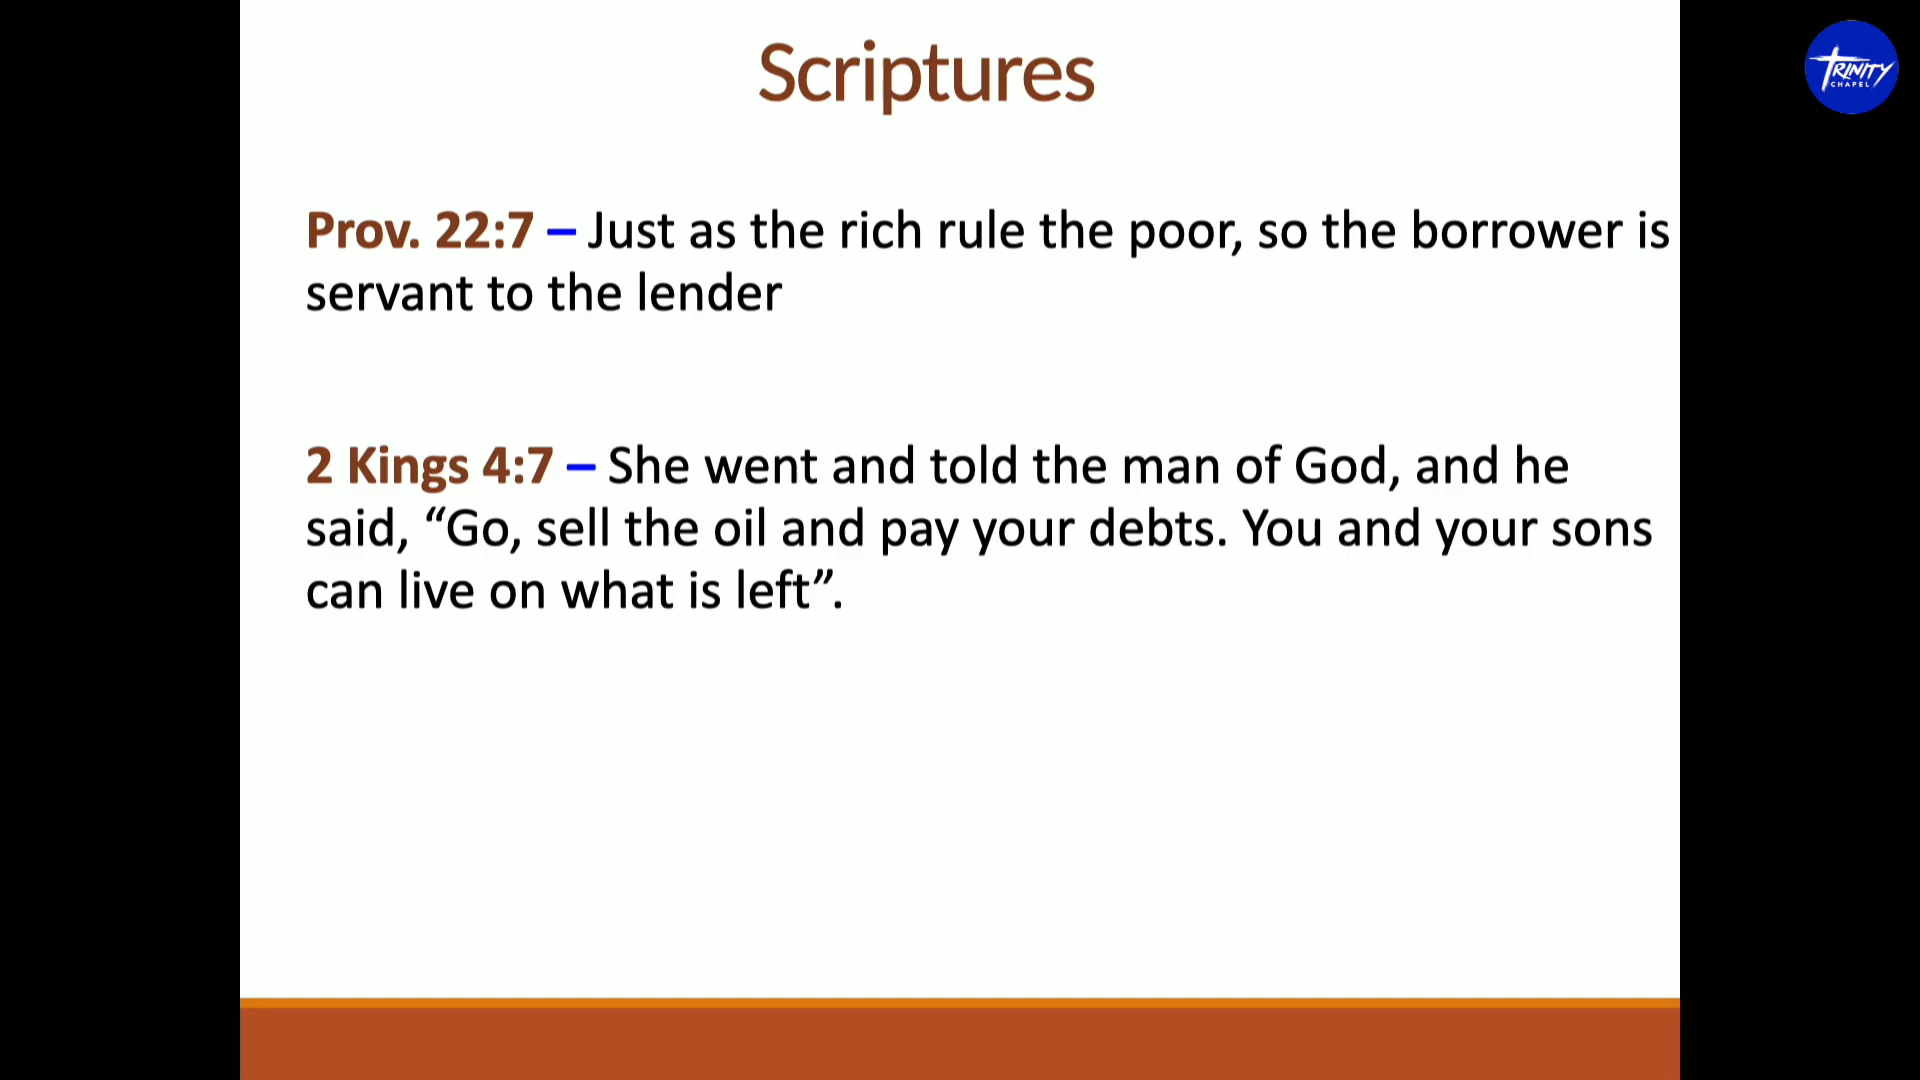 Scriptures
TRINITY
CHAPEL
Prov. 22:7 – Just as the rich rule the poor, so the borrower is
servant to the lender
2 Kings 4:7 – She went and told the man of God, and he
said, “Go, sell the oil and pay your debts. You and your sons
can live on what is left”.